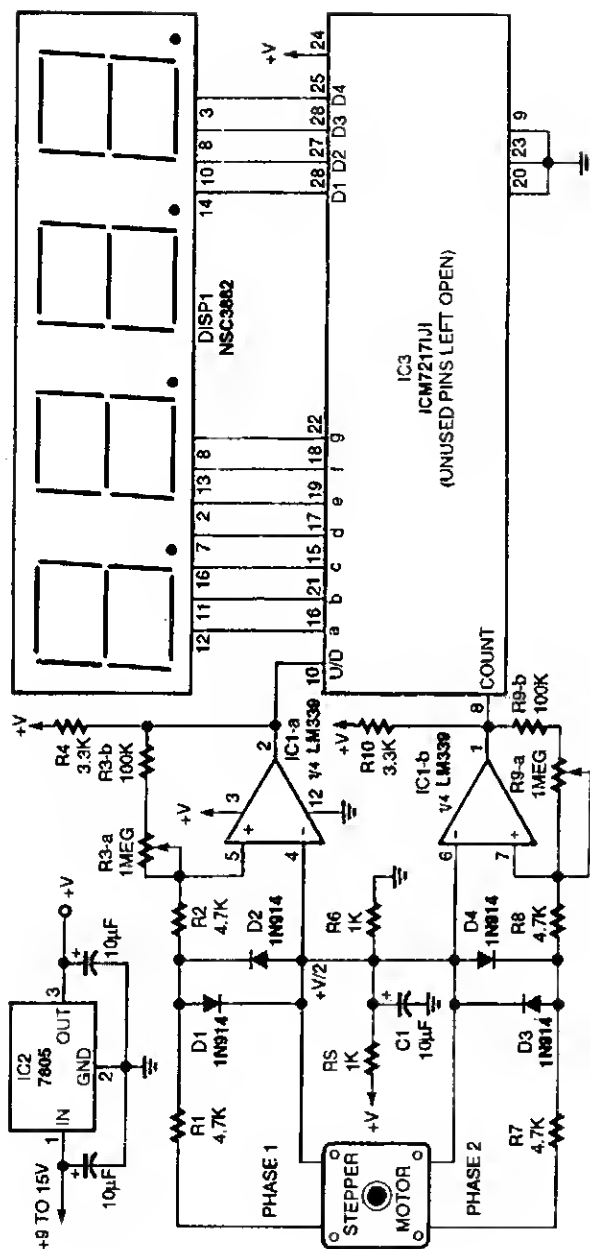 +9 TO 15V
1
IN
IC2
7805
OUT
3
+V
GND
2
+
10µF
+
10µF
+V
R4
3.3K
R3-a
1MEG
R3-b
100K
R1
4.7K
R2
4.7K
D1
1N914
D2
1N914
5
4
+
-
3
+V
12
2
IC1-a
¼ LM339
PHASE 1
STEPPER
MOTOR
PHASE 2
+V/2
+V
RS
1K
+
C1
10µF
R6
1K
R7
4.7K
R8
4.7K
D3
1N914
D4
1N914
6
7
-
+
1
IC1-b
¼ LM339
+V
R10
3.3K
R9-a
1MEG
R9-b
100K
DISP1
NSC3882
12
11
16
7
2
13
8
14
10
8
3
10
16
21
15
17
19
18
22
28
27
28
25
24
+V
U/D
a
b
c
d
e
f
g
D1
D2
D3
D4
IC3
ICM7217IJI
(UNUSED PINS LEFT OPEN)
8
COUNT
20
23
9